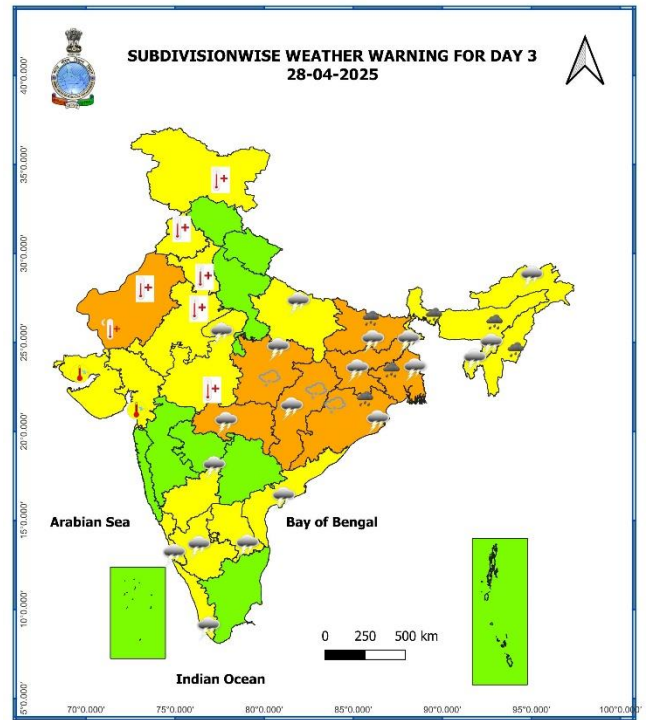 SUBDIVISIONWISE WEATHER WARNING FOR DAY 3
28-04-2025
40°0.000'
35°0.000'
30°0.000'
25°0.000'
20°0.000'
15°0.000'
10°0.000'
5°0.000'
Arabian Sea
Bay of Bengal
0 250 500 km
Indian Ocean
70°0.000' 75°0.000' 80°0.000' 85°0.000' 90°0.000' 95°0.000' 100°0.000'